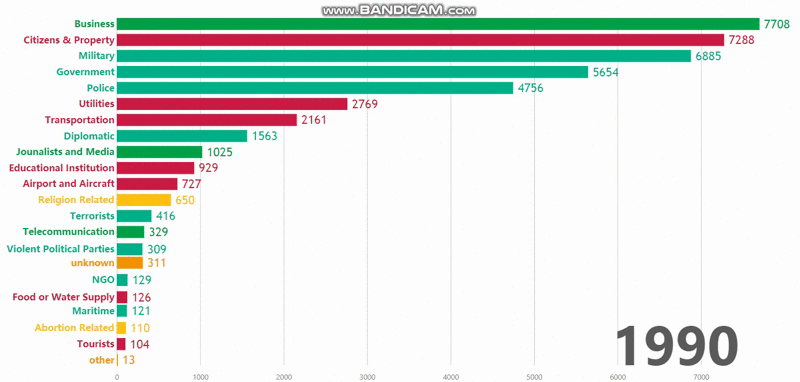 www.BANDICAM.com
Business 7708
Citizens & Property 7288
Military 6885
Government 5654
Police 4756
Utilities 2769
Transportation 2161
Diplomatic 1563
Jounalists and Media 1025
Educational Institution 929
Airport and Aircraft 727
Religion Related 650
Terrorists 416
Telecommunication 329
Violent Political Parties 309
unknown 311
NGO 129
Food or Water Supply 126
Maritime 121
Abortion Related 110
Tourists 104
other 13
1990
0 1000 2000 3000 4000 5000 6000 7000